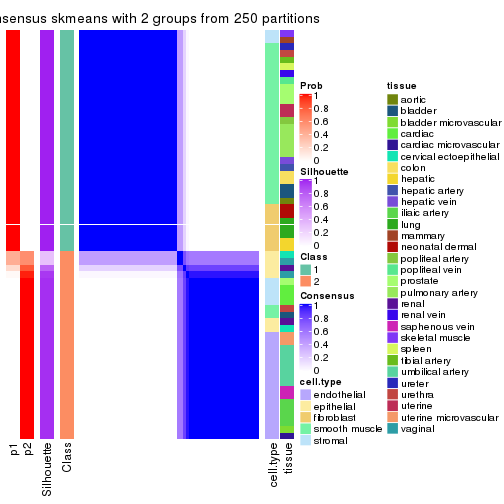 nsensus skmeans with 2 groups from 250 partitions
p1
p2
Silhouette
Class
cell.type
tissue
Prob
1
0.8
0.6
0.4
0.2
0
Silhouette
1
0.8
0.6
0.4
0.2
0
Class
1
2
Consensus
1
0.8
0.6
0.4
0.2
0
cell.type
endothelial
epithelial
fibroblast
smooth muscle
stromal
tissue
aortic
bladder
bladder microvascular
cardiac
cardiac microvascular
cervical ectoepithelial
colon
hepatic
hepatic artery
hepatic vein
iliaic artery
lung
mammary
neonatal dermal
popliteal artery
popliteal vein
prostate
pulmonary artery
renal
renal vein
saphenous vein
skeletal muscle
spleen
tibial artery
umbilical artery
ureter
urethra
uterine
uterine microvascular
vaginal